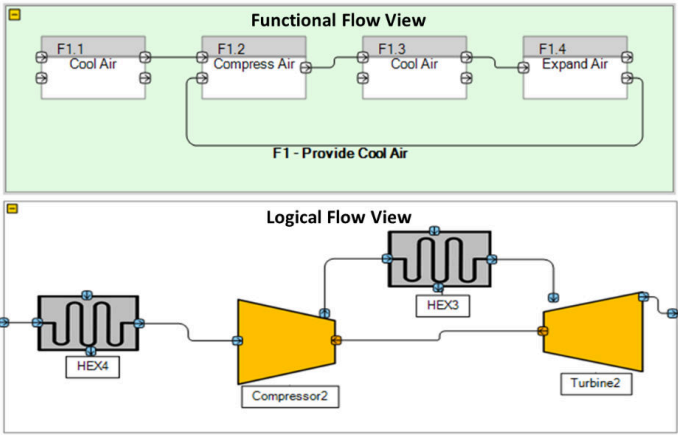 Functional Flow View
F1.1
Cool Air
F1.2
Compress Air
F1.3
Cool Air
F1.4
Expand Air
F1 - Provide Cool Air
Logical Flow View
HEX3
HEX4
Compressor2
Turbine2